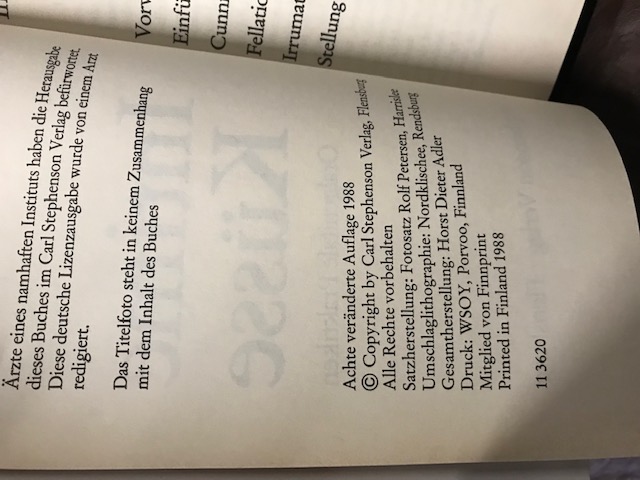 Ärzte eines namhaften Instituts haben die Herausgabe
dieses Buches im Carl Stephenson Verlag befürwortet.
Diese deutsche Lizenzausgabe wurde von einem Arzt
redigiert.
Das Titelfoto steht in keinem Zusammenhang
mit dem Inhalt des Buches
Achte veränderte Auflage 1988
© Copyright by Carl Stephenson Verlag, Flensburg
Alle Rechte vorbehalten
Satzherstellung: Fotosatz Rolf Petersen, Harrislee
Umschlaglithographie: Nordklischee, Rendsburg
Gesamtherstellung: Horst Dieter Adler
Druck: WSOY, Porvoo, Finnland
Mitglied von Finnprint
Printed in Finland 1988
11 3620
Vorw
Einfü
Cunn
Fellatio
Irrumat
Stellung